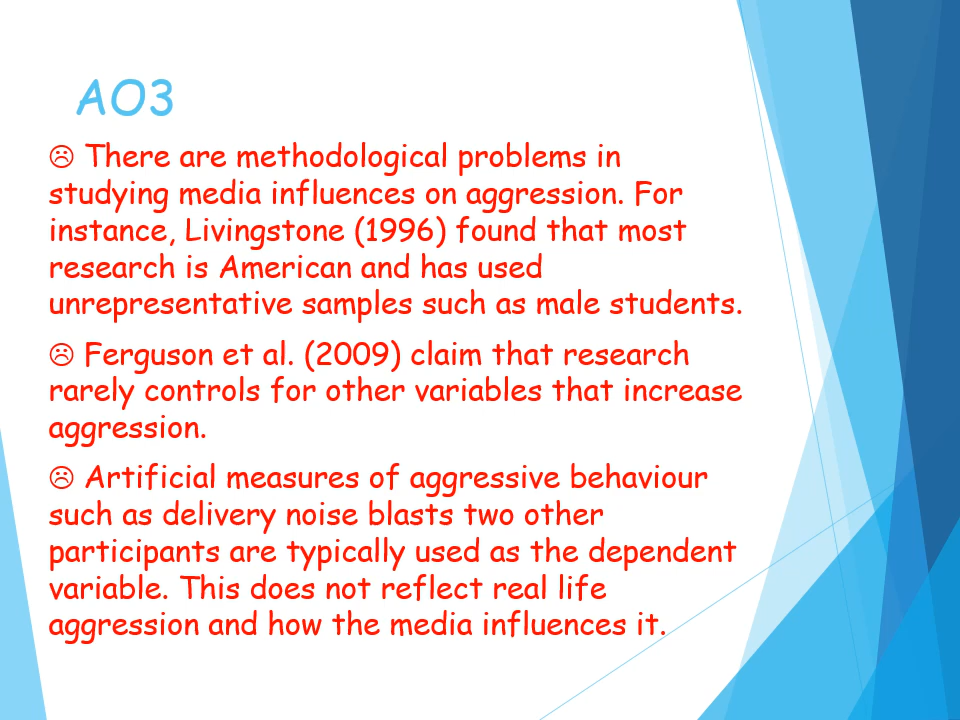 AO3
☹ There are methodological problems in
studying media influences on aggression. For
instance, Livingstone (1996) found that most
research is American and has used
unrepresentative samples such as male students.
☹ Ferguson et al. (2009) claim that research
rarely controls for other variables that increase
aggression.
☹ Artificial measures of aggressive behaviour
such as delivery noise blasts two other
participants are typically used as the dependent
variable. This does not reflect real life
aggression and how the media influences it.